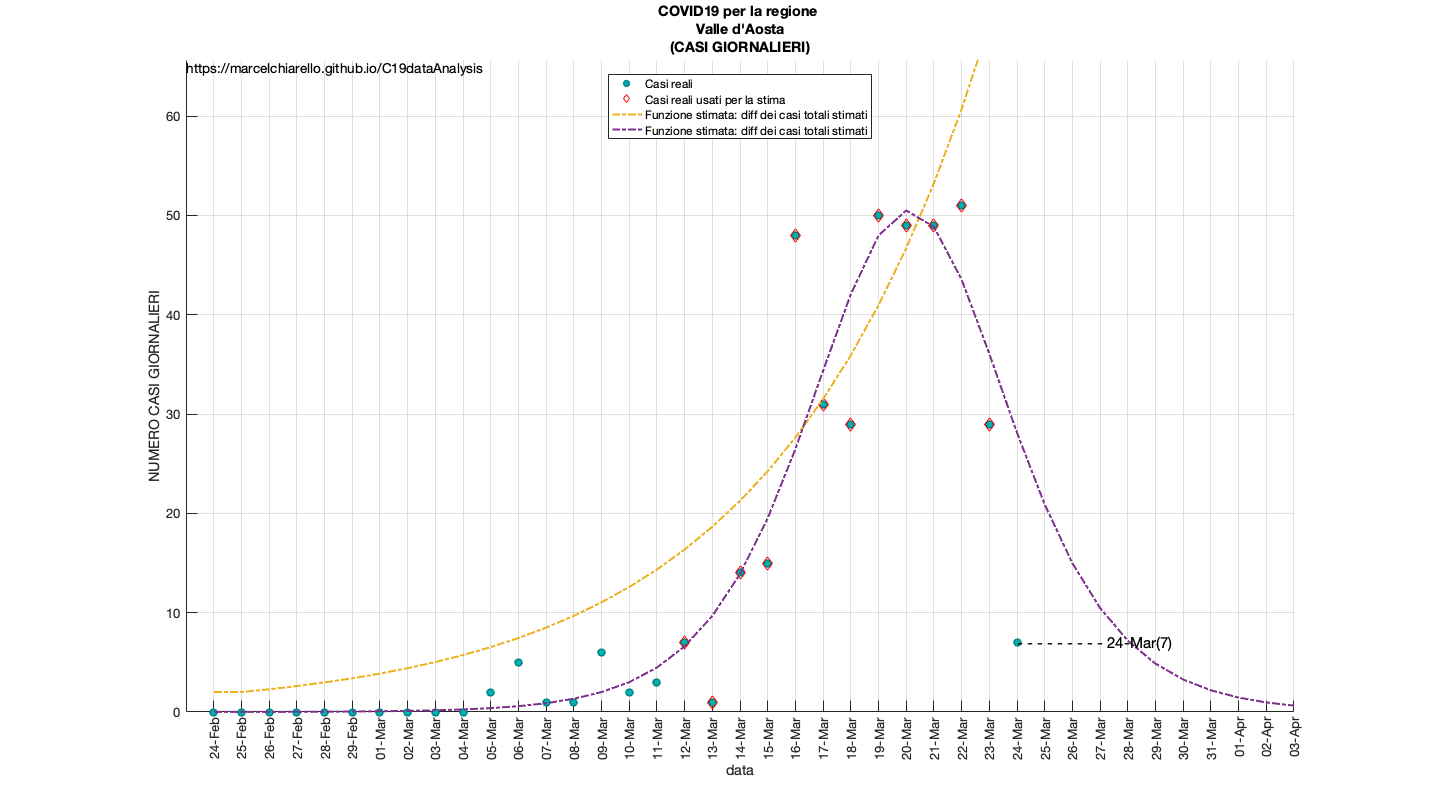 COVID19 per la regione
Valle d'Aosta
(CASI GIORNALIERI)
https://marcelchiarello.github.io/C19dataAnalysis
Casi reali
Casi reali usati per la stima
Funzione stimata: diff dei casi totali stimati
Funzione stimata: diff dei casi totali stimati
NUMERO CASI GIORNALIERI
60
50
40
30
20
10
0
24-Mar(7)
24-Feb
25-Feb
26-Feb
27-Feb
28-Feb
29-Feb
01-Mar
02-Mar
03-Mar
04-Mar
05-Mar
06-Mar
07-Mar
08-Mar
09-Mar
10-Mar
11-Mar
12-Mar
13-Mar
14-Mar
15-Mar
16-Mar
17-Mar
18-Mar
19-Mar
20-Mar
21-Mar
22-Mar
23-Mar
24-Mar
25-Mar
26-Mar
27-Mar
28-Mar
29-Mar
30-Mar
31-Mar
01-Apr
02-Apr
03-Apr
data